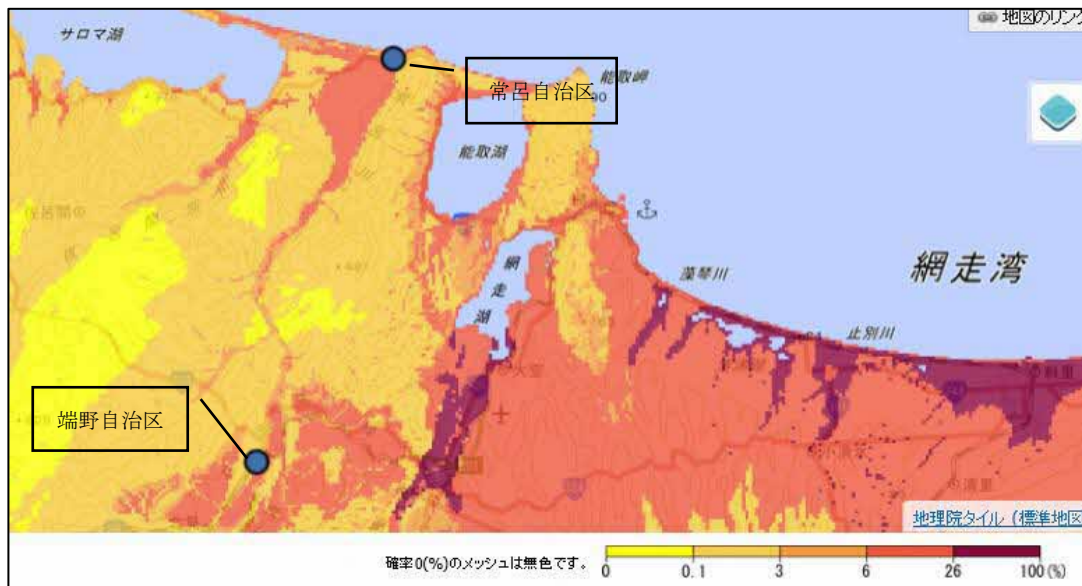 地図のリンク
サロマ湖
常呂自治区
能取岬
能取湖
網走湖
藻琴川
網走湾
止別川
端野自治区
地理院タイル (標準地図
確率0(%)のメッシュは無色です。
0 0.1 3 6 26 100(%)